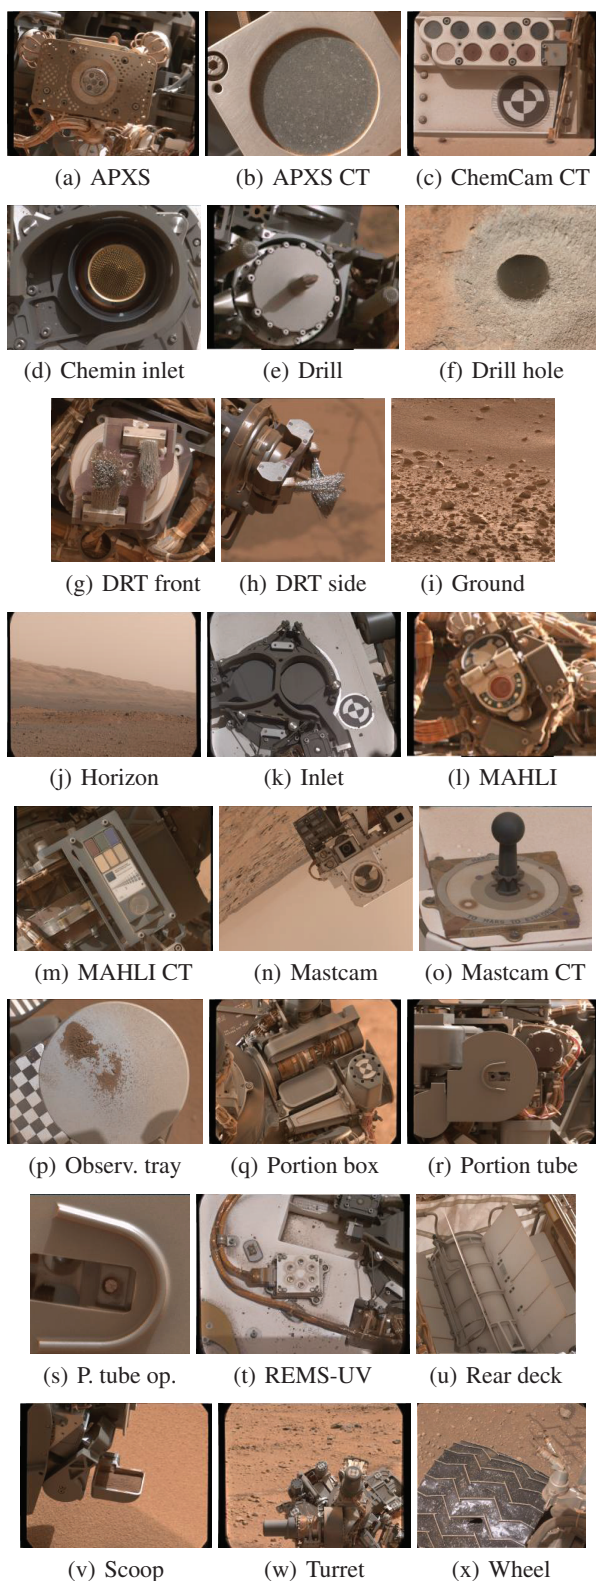 (a) APXS
(b) APXS CT
(c) ChemCam CT
(d) Chemin inlet
(e) Drill
(f) Drill hole
(g) DRT front
(h) DRT side
(i) Ground
(j) Horizon
(k) Inlet
(l) MAHLI
(m) MAHLI CT
(n) Mastcam
(o) Mastcam CT
(p) Observ. tray
(q) Portion box
(r) Portion tube
(s) P. tube op.
(t) REMS-UV
(u) Rear deck
(v) Scoop
(w) Turret
(x) Wheel